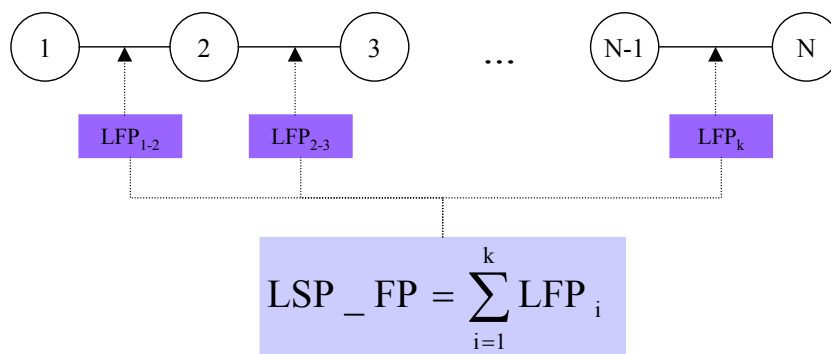 1 2 3 ... N-1 N
LFP₁₋₂ LFP₂₋₃ LFPₖ
k
LSP _ FP = ∑ LFP ᵢ
i=1